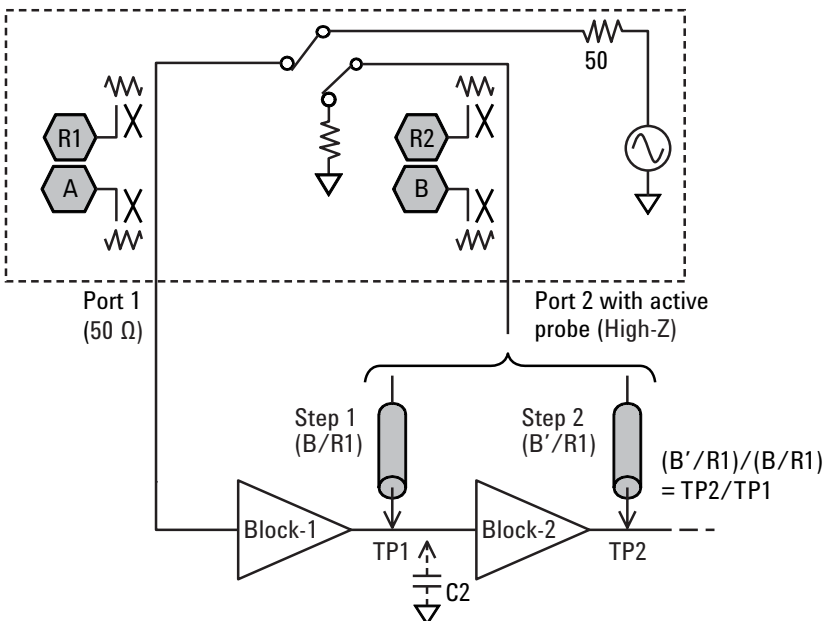 50
R1
R2
A
B
Port 1
(50 Ω)
Port 2 with active
probe (High-Z)
Step 1
(B/R1)
Step 2
(B′/R1)
(B′/R1)/(B/R1)
= TP2/TP1
Block-1
TP1
Block-2
TP2
C2